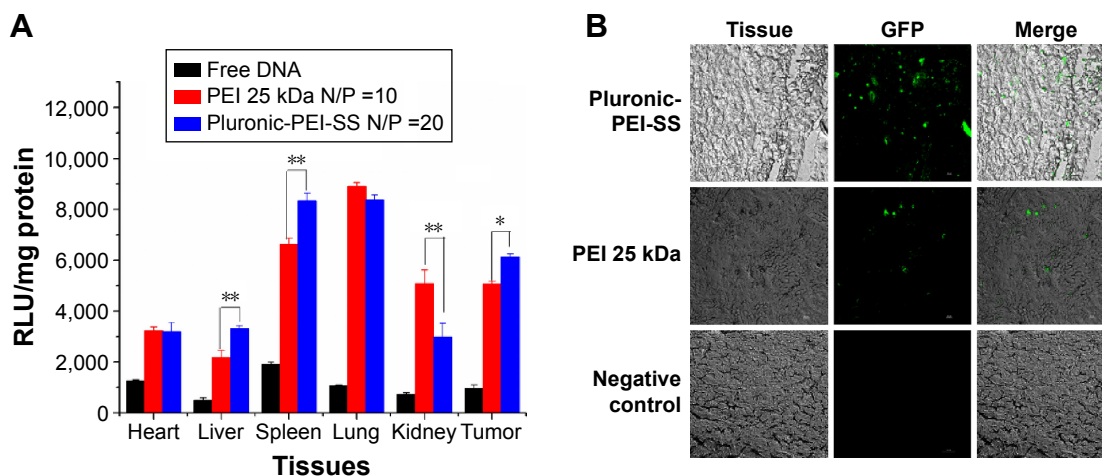 A
Free DNA
PEI 25 kDa N/P =10
Pluronic-PEI-SS N/P =20
RLU/mg protein
12,000
10,000
8,000
6,000
4,000
2,000
0
**
**
**
*
Heart Liver Spleen Lung Kidney Tumor
Tissues
B
Tissue GFP Merge
Pluronic-
PEI-SS
PEI 25 kDa
Negative
control